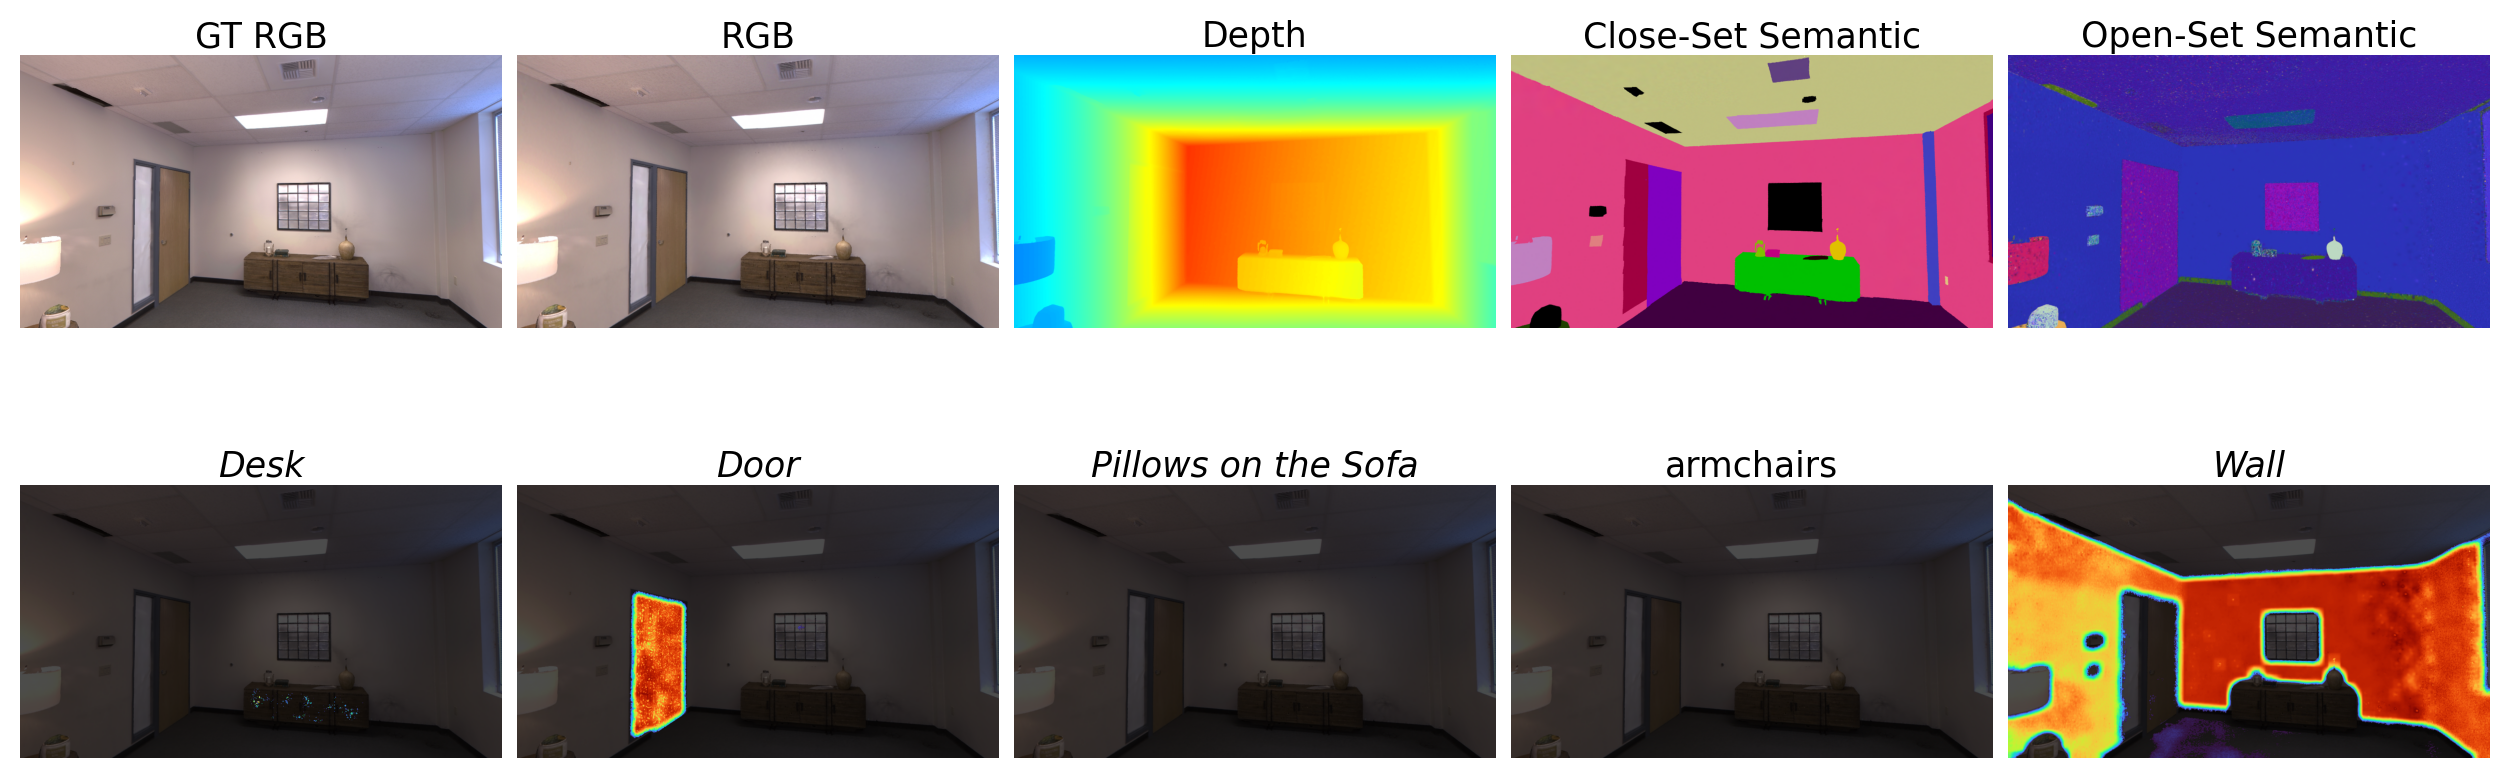 GT RGB
RGB
Depth
Close-Set Semantic
Open-Set Semantic
Desk
Door
Pillows on the Sofa
armchairs
Wall